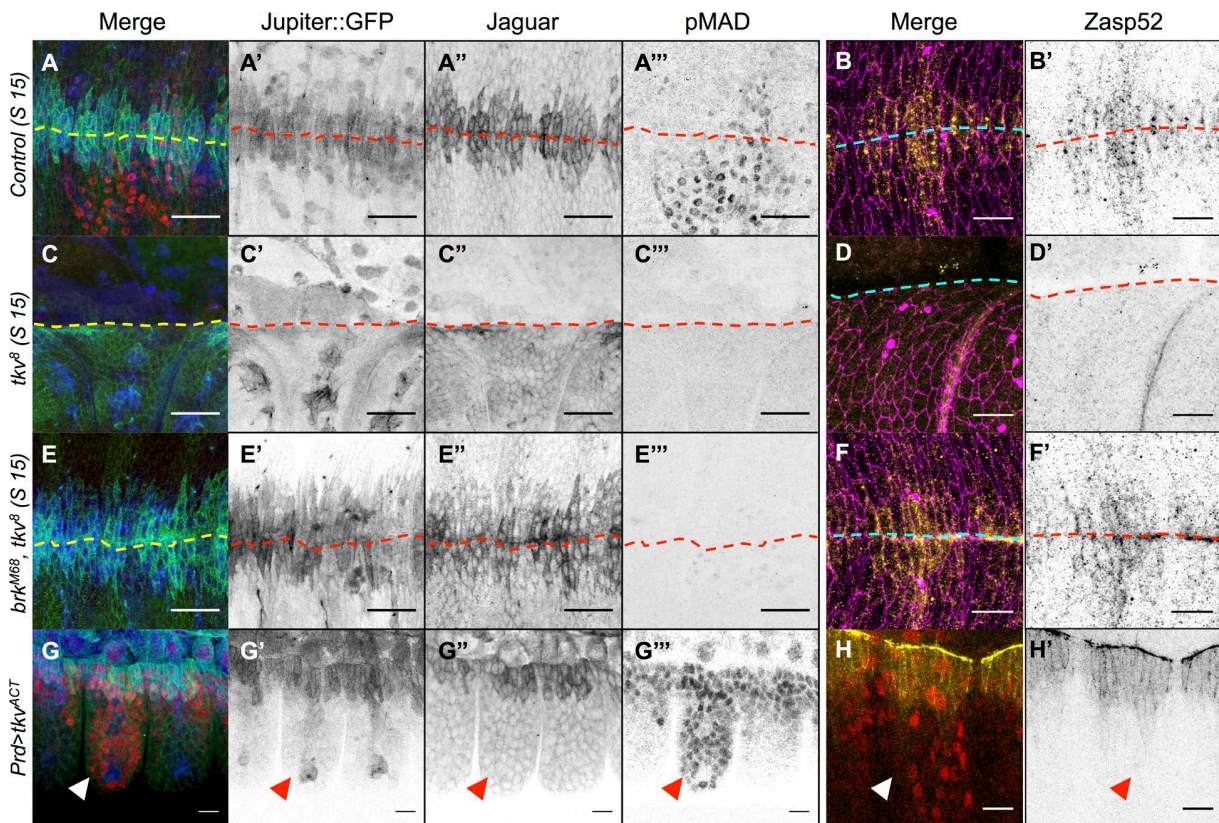 Merge Jupiter::GFP Jaguar pMAD Merge Zasp52
Control (S 15)
A A' A'' A''' B B'
tkv⁸ (S 15)
C C' C'' C''' D D'
brkᴹ⁶⁸, tkv⁸ (S 15)
E E' E'' E''' F F'
Prd>tkvᴬᶜᵀ
G G' G'' G''' H H'